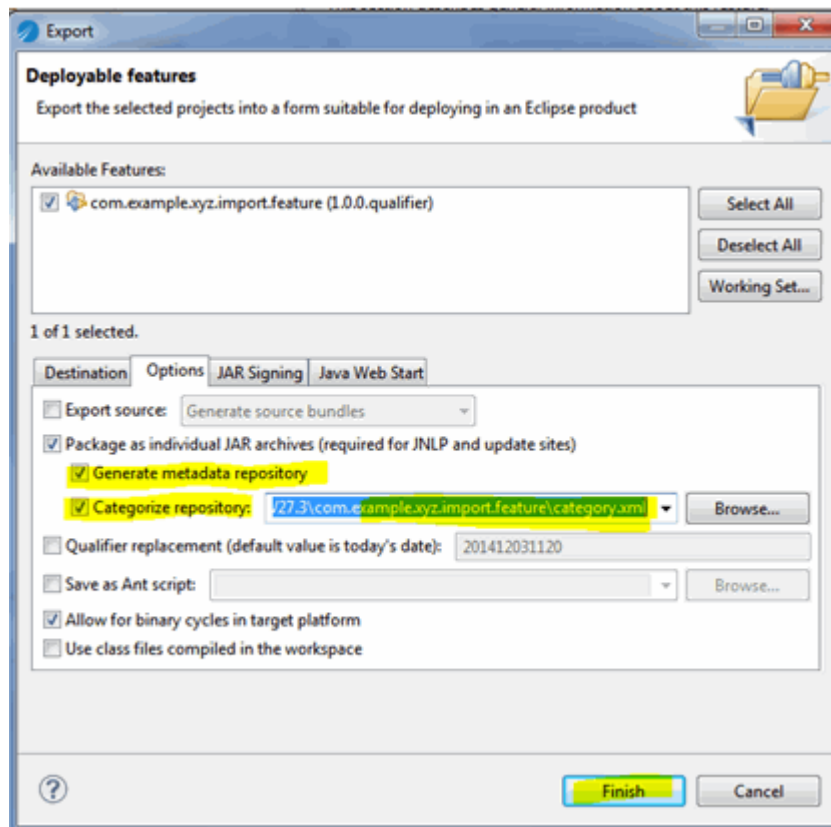 Export
Deployable features
Export the selected projects into a form suitable for deploying in an Eclipse product
Available Features:
com.example.xyz.import.feature (1.0.0.qualifier)
Select All
Deselect All
Working Set...
1 of 1 selected.
Destination Options JAR Signing Java Web Start
Export source: Generate source bundles
Package as individual JAR archives (required for JNLP and update sites)
Generate metadata repository
Categorize repository: /27.3\com.example.xyz.import.feature\category.xml Browse...
Qualifier replacement (default value is today's date): 201412031120
Save as Ant script: Browse...
Allow for binary cycles in target platform
Use class files compiled in the workspace
? Finish Cancel